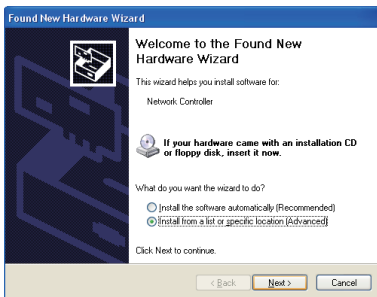 Found New Hardware Wizard
Welcome to the Found New
Hardware Wizard
This wizard helps you install software for:
Network Controller
If your hardware came with an installation CD
or floppy disk, insert it now.
What do you want the wizard to do?
Install the software automatically (Recommended)
Install from a list or specific location (Advanced)
Click Next to continue.
< Back Next > Cancel